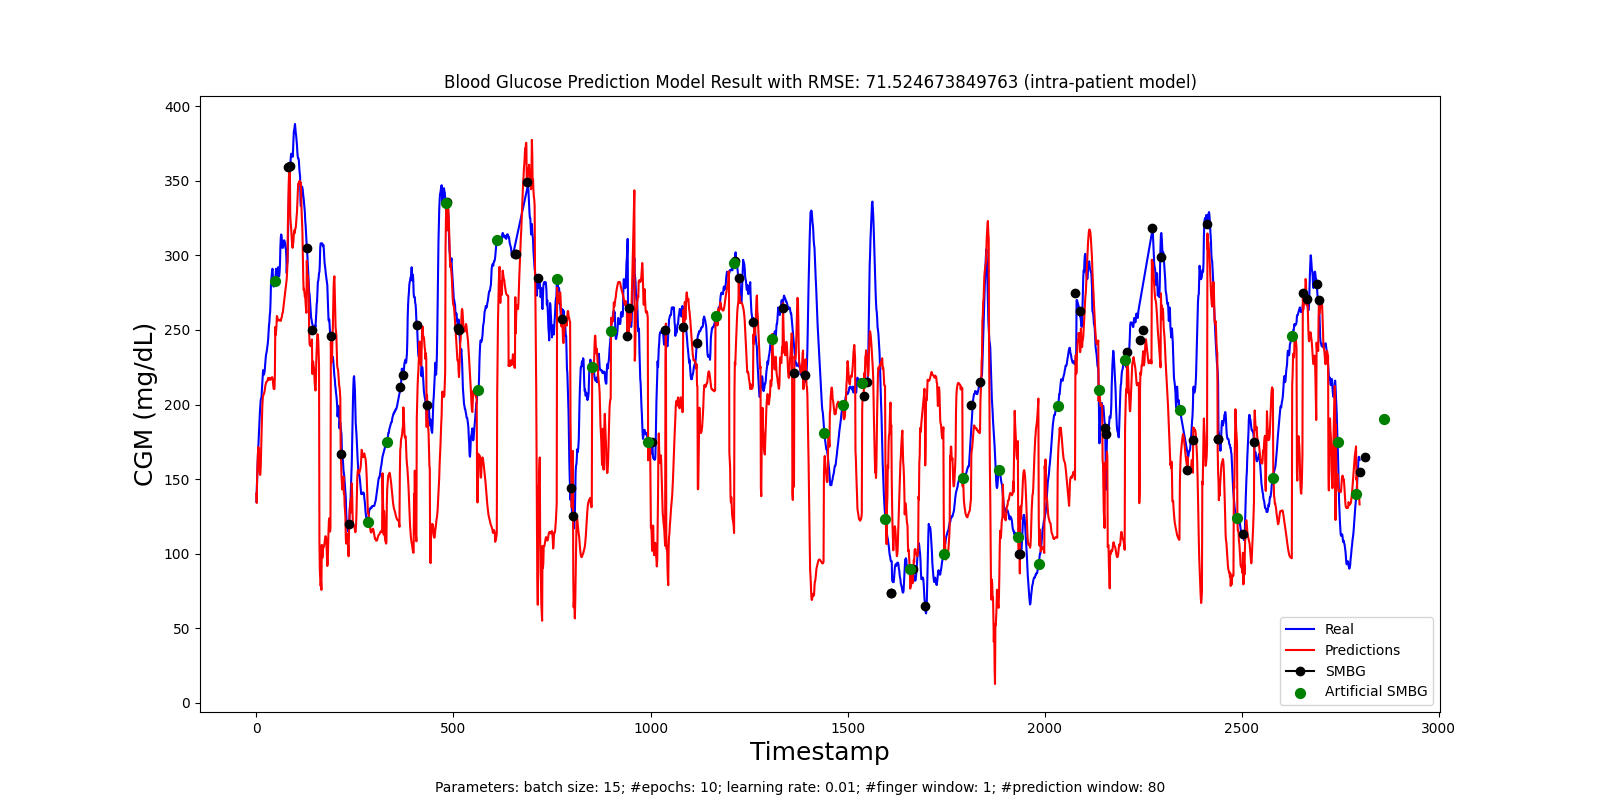 Blood Glucose Prediction Model Result with RMSE: 71.524673849763 (intra-patient model)
400
350
300
250
200
150
100
50
0
CGM (mg/dL)
Real
Predictions
SMBG
Artificial SMBG
0 500 1000 1500 2000 2500 3000
Timestamp
Parameters: batch size: 15; #epochs: 10; learning rate: 0.01; #finger window: 1; #prediction window: 80